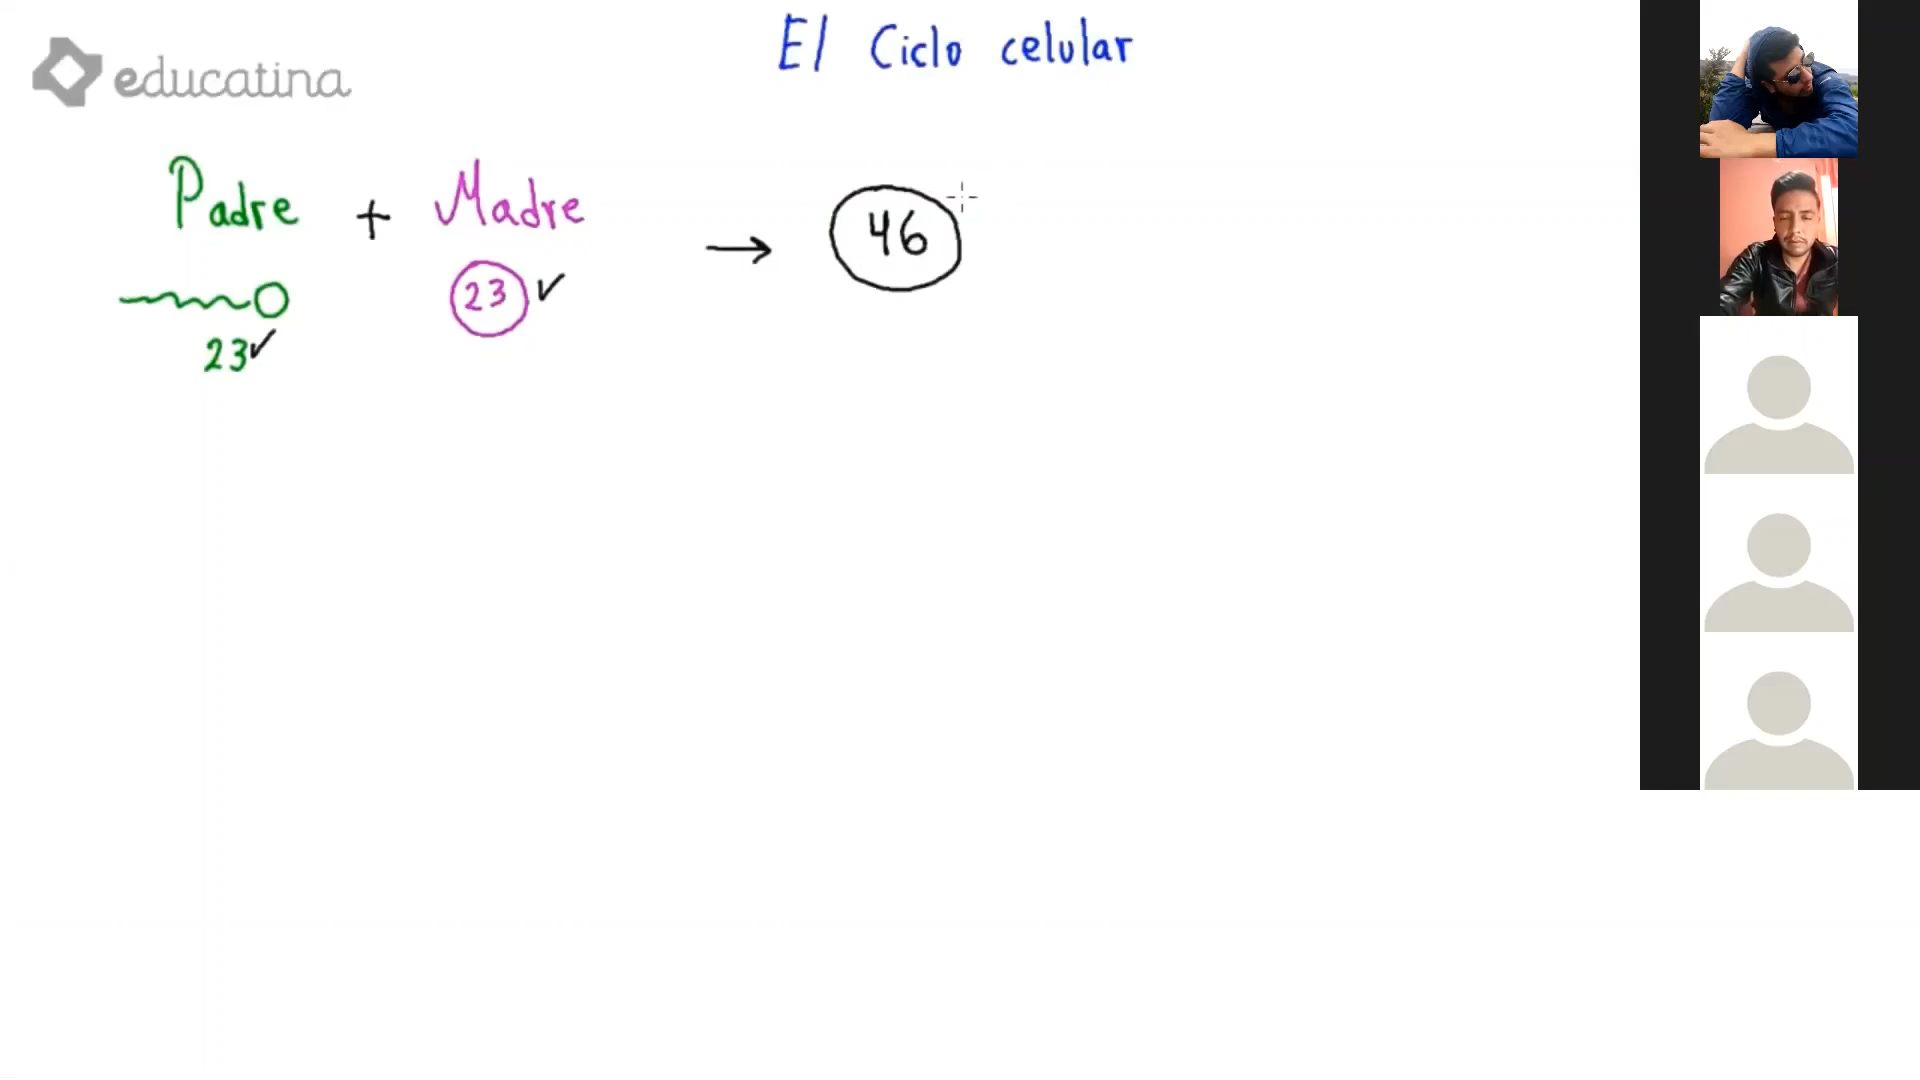 El Ciclo celular
educatina
Padre + Madre → 46
23 ✓
23 ✓